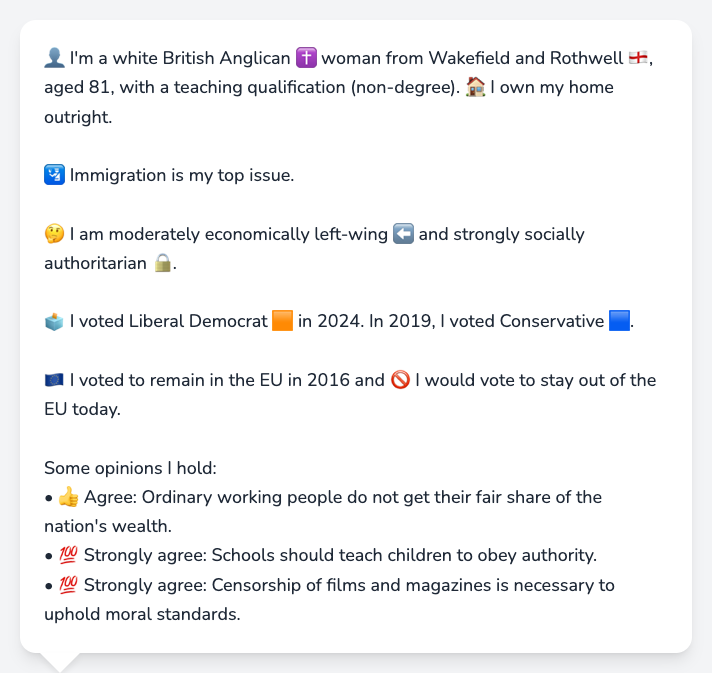 👤 I'm a white British Anglican ✝️ woman from Wakefield and Rothwell 🏴󠁧󠁢󠁥󠁮󠁧󠁿,
aged 81, with a teaching qualification (non-degree). 🏠 I own my home
outright.
🛂 Immigration is my top issue.
🤔 I am moderately economically left-wing ⬅️ and strongly socially
authoritarian 🔒.
🗳️ I voted Liberal Democrat 🟧 in 2024. In 2019, I voted Conservative 🟦.
🇪🇺 I voted to remain in the EU in 2016 and 🚫 I would vote to stay out of the
EU today.
Some opinions I hold:
• 👍 Agree: Ordinary working people do not get their fair share of the
nation's wealth.
• 💯 Strongly agree: Schools should teach children to obey authority.
• 💯 Strongly agree: Censorship of films and magazines is necessary to
uphold moral standards.